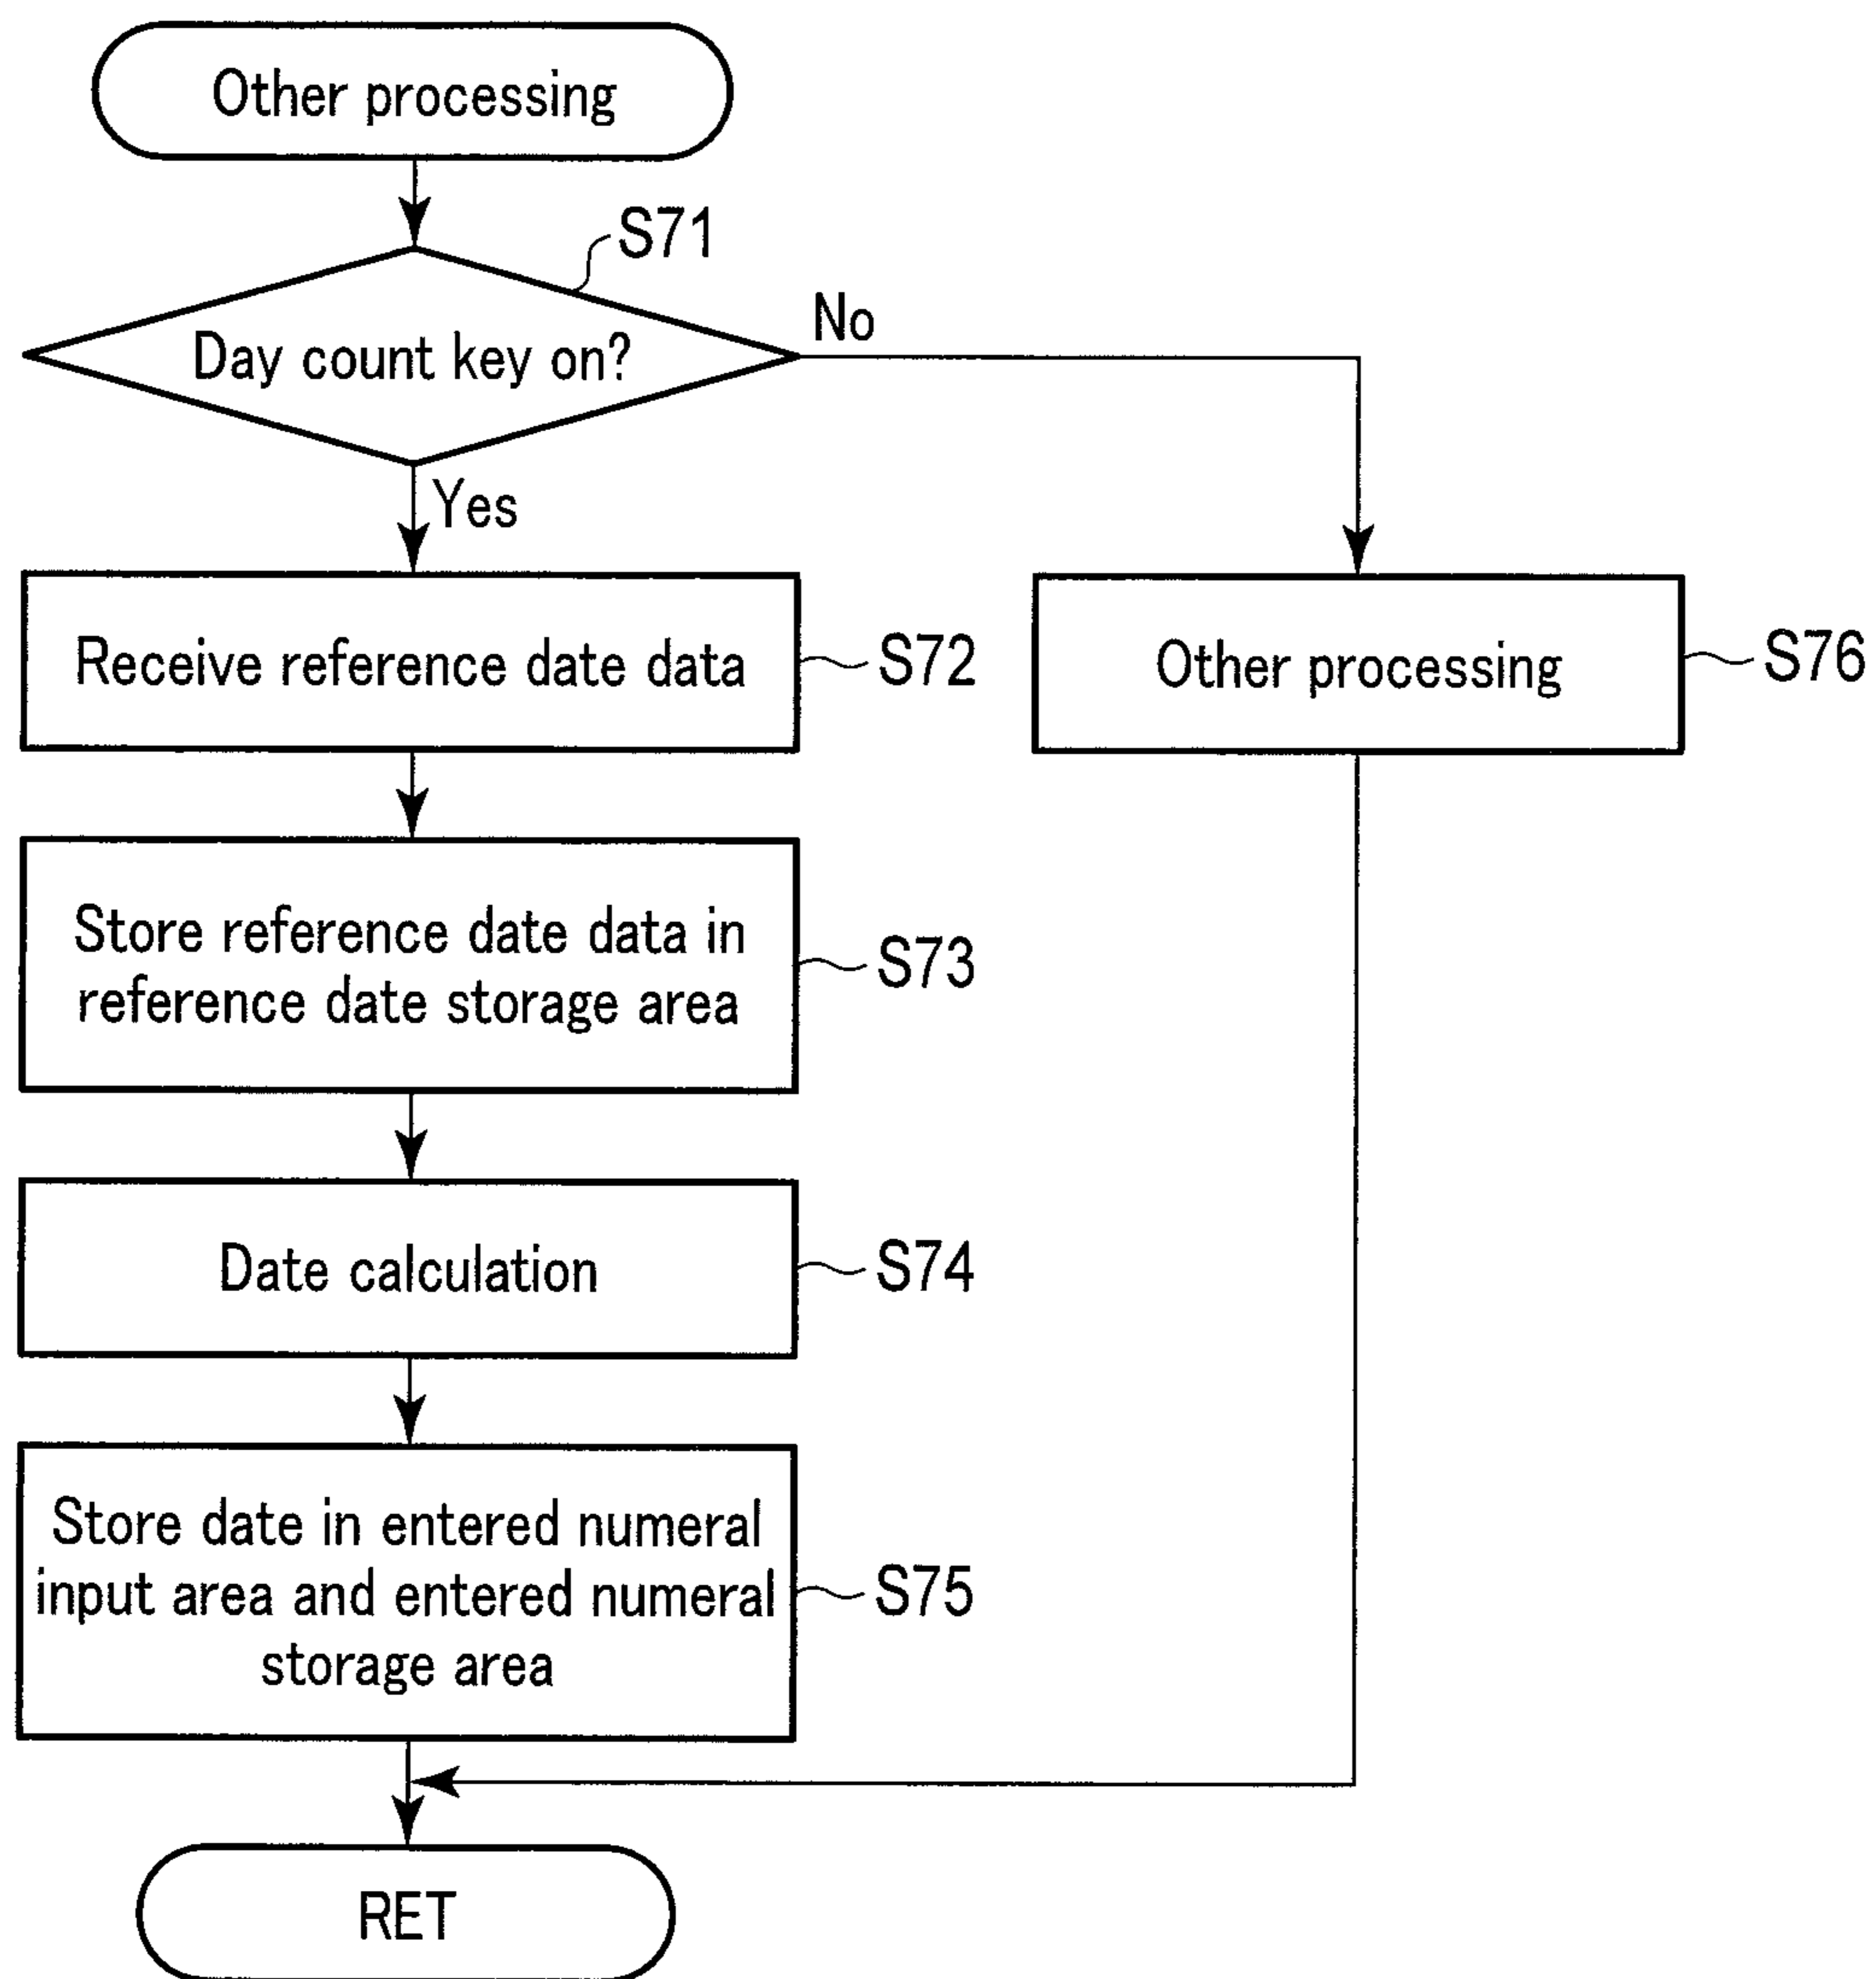 Other processing
S71
Day count key on?
No
Yes
Receive reference date data
S72
Other processing
S76
Store reference date data in
reference date storage area
S73
Date calculation
S74
Store date in entered numeral
input area and entered numeral
storage area
S75
RET